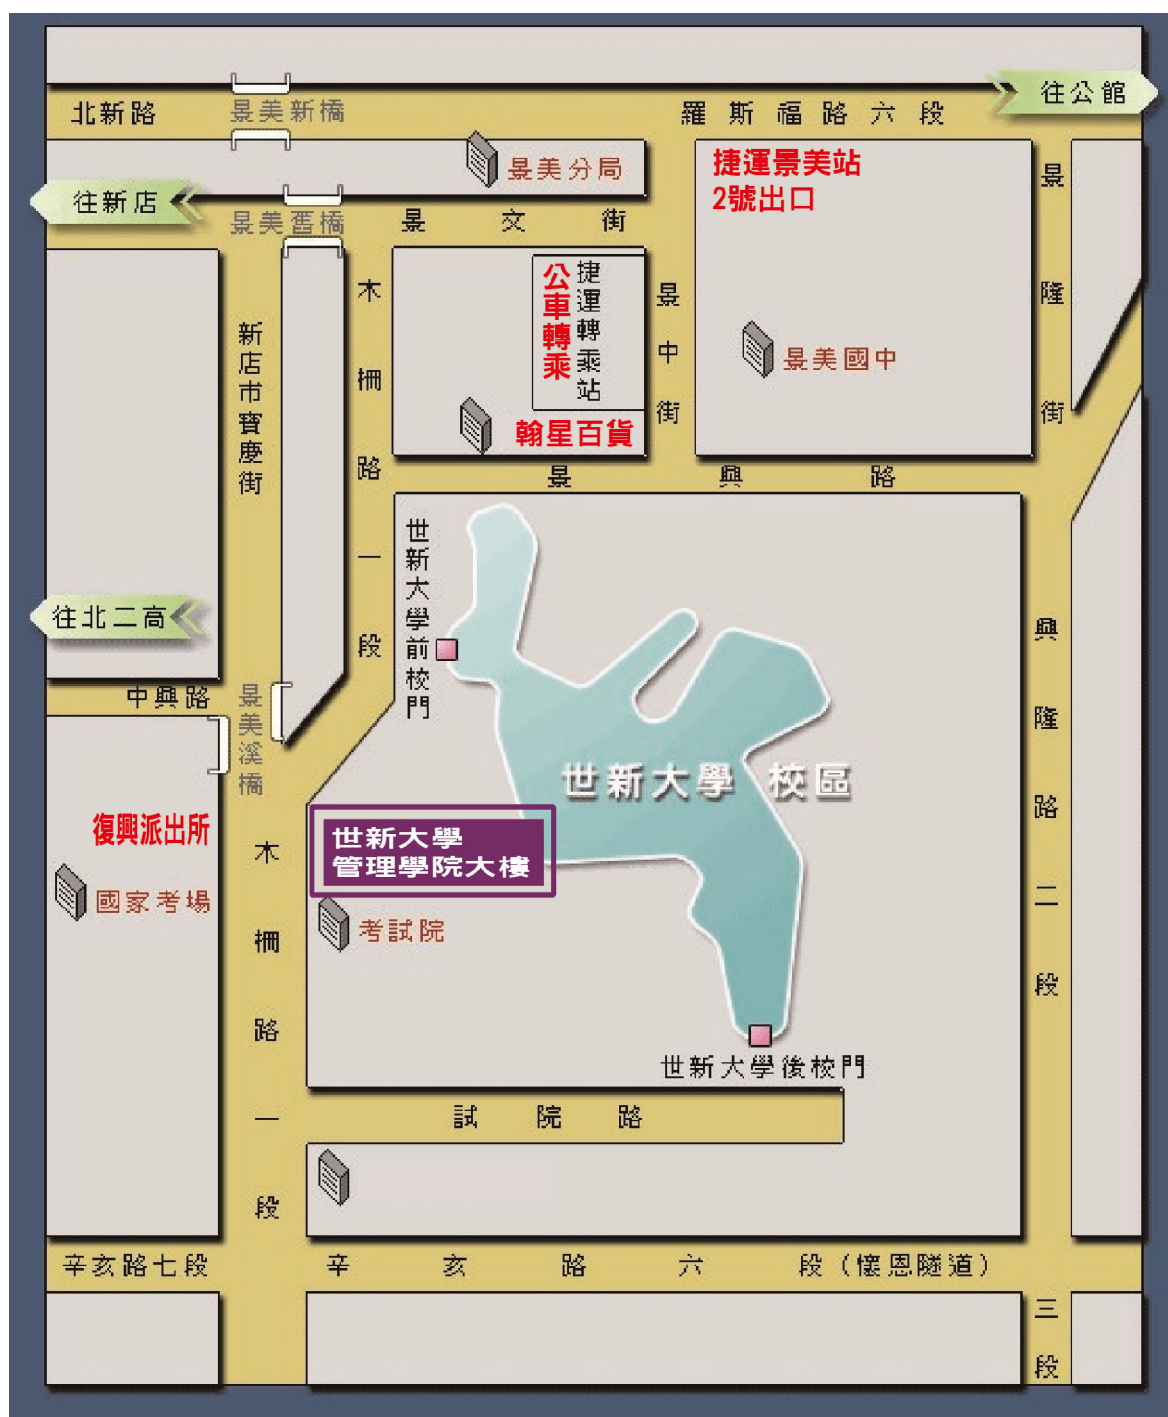 往公館
北新路
景美新橋
羅斯福路六段
景美分局
捷運景美站
2號出口
往新店
景美舊橋
景文街
景隆街
木柵路一段
公車轉乘
捷運轉乘站
景中街
新店市寶慶街
景美國中
翰星百貨
景興路
世新大學前校門
往北二高
興隆路二段
中興路
景美溪橋
世新大學 校區
復興派出所
世新大學
管理學院大樓
木柵路一段
國家考場
考試院
世新大學後校門
試院路
辛亥路七段
辛亥路六段(懷恩隧道)
三段